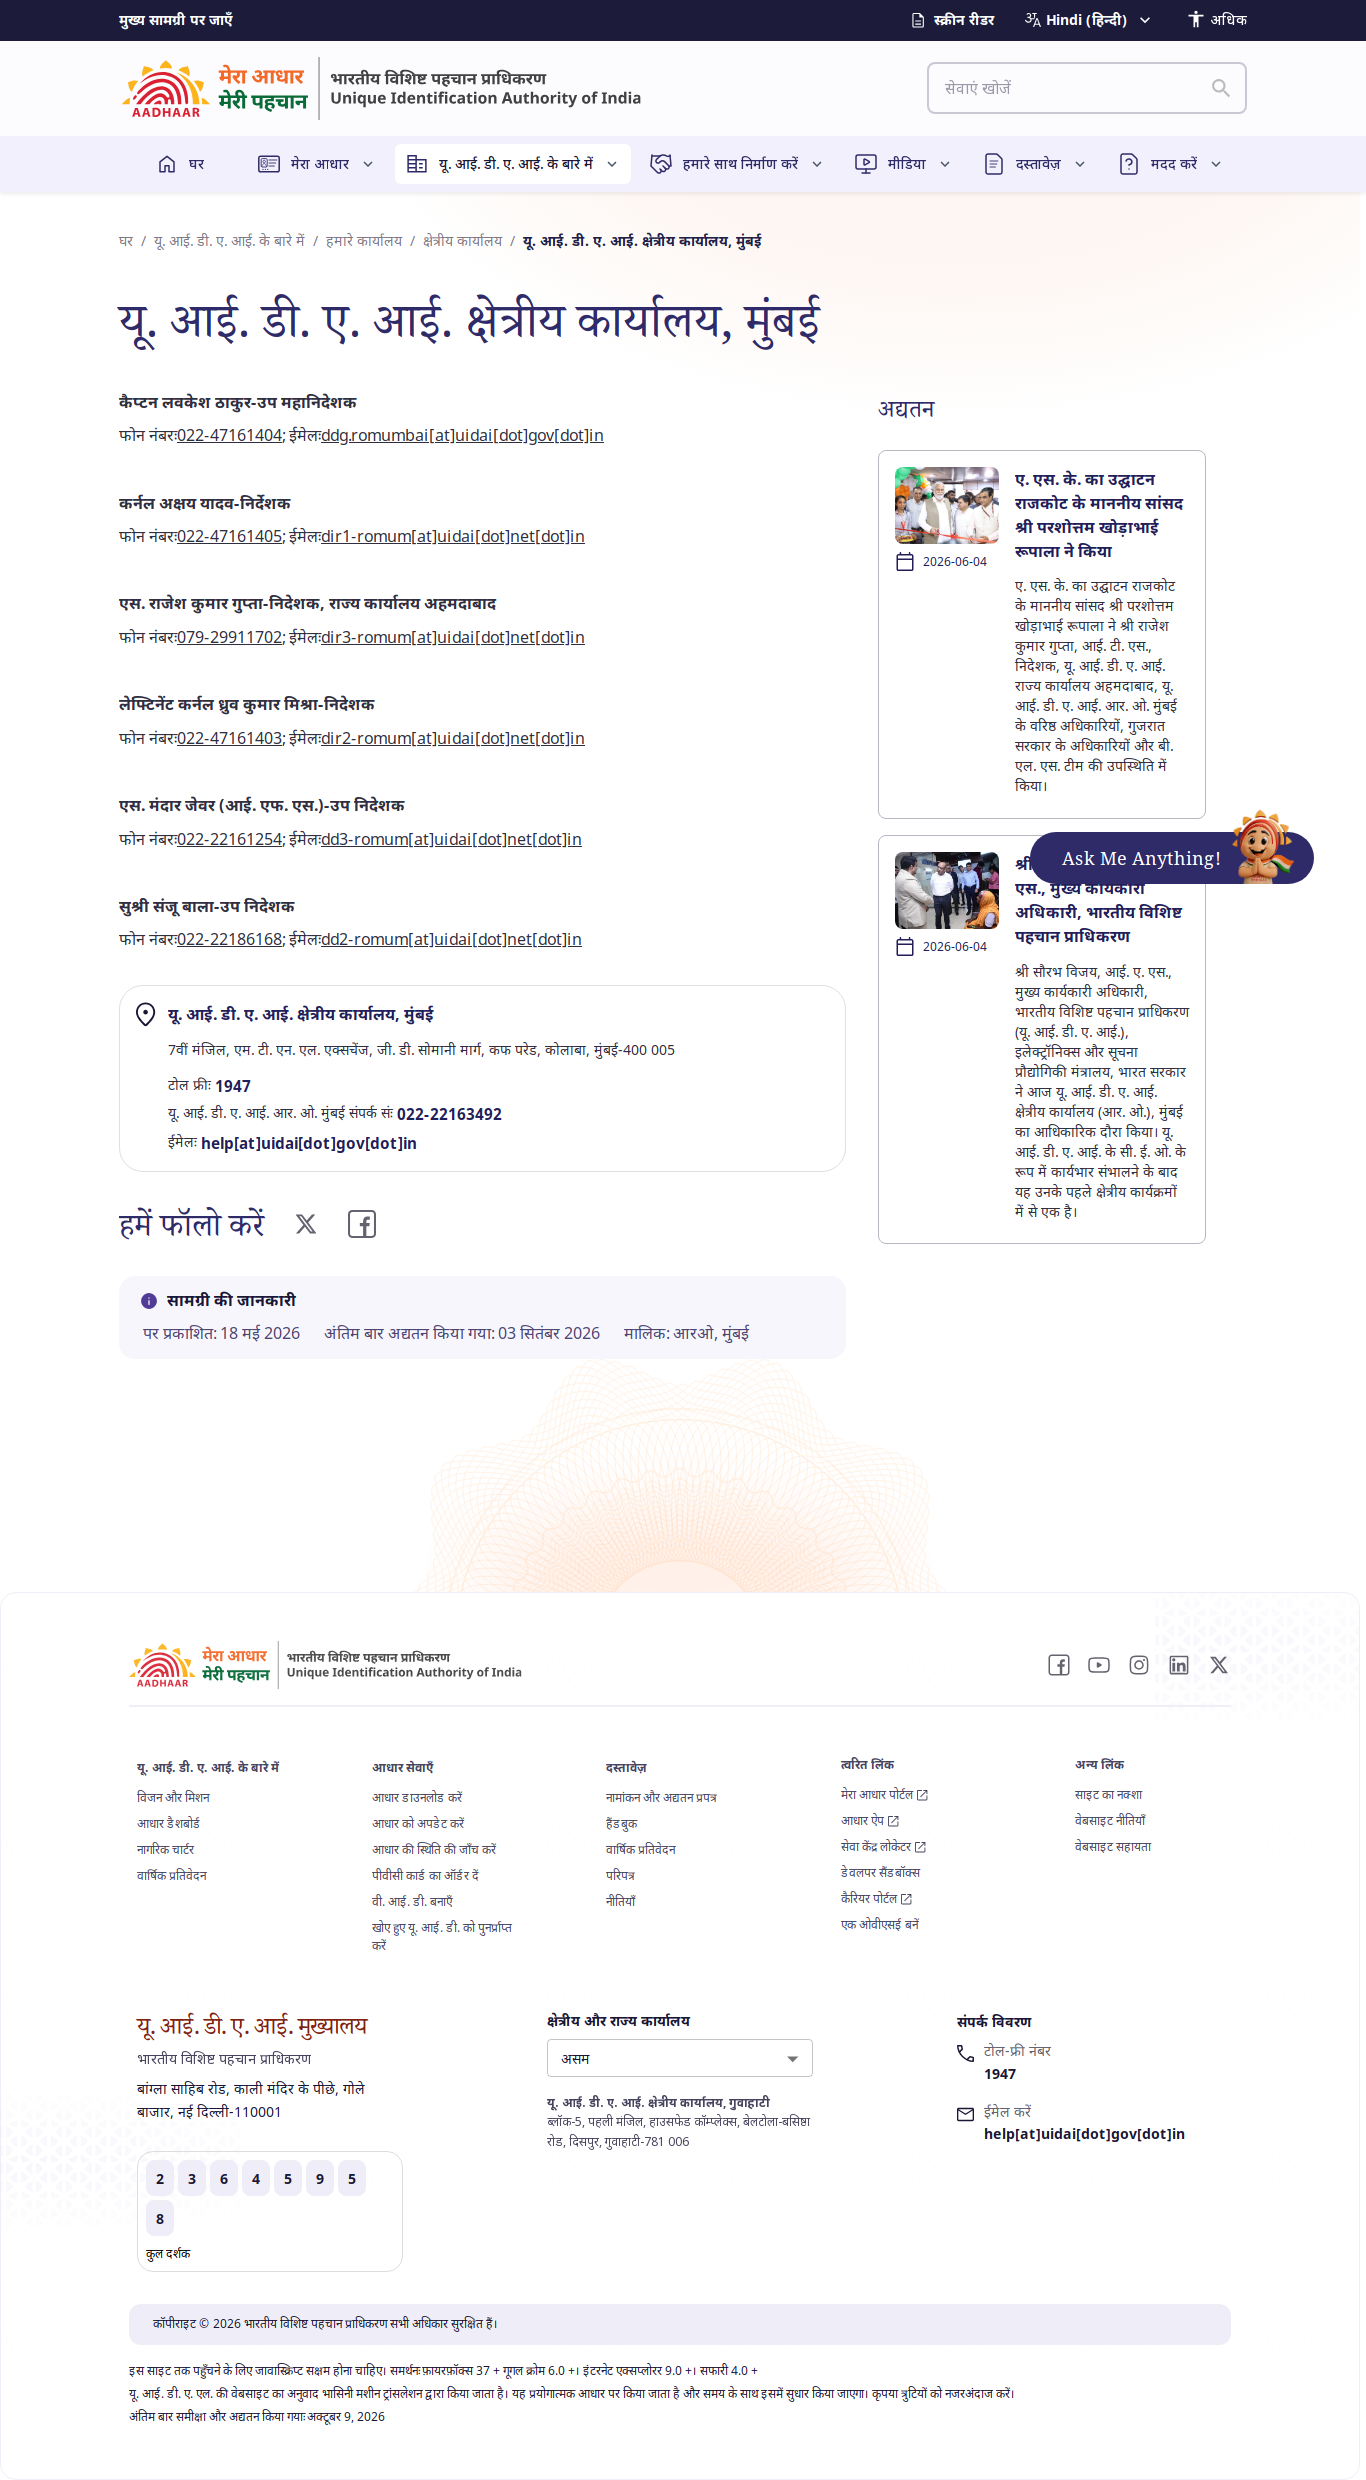 मुख्य सामग्री पर जाएँ
स्क्रीन रीडर
Hindi (हिन्दी)
अधिक
AADHAAR
मेरा आधार
मेरी पहचान
भारतीय विशिष्ट पहचान प्राधिकरण
Unique Identification Authority of India
सेवाएं खोजें
घर
मेरा आधार
यू. आई. डी. ए. आई. के बारे में
हमारे साथ निर्माण करें
मीडिया
दस्तावेज़
मदद करें
घर / यू. आई. डी. ए. आई. के बारे में / हमारे कार्यालय / क्षेत्रीय कार्यालय / यू. आई. डी. ए. आई. क्षेत्रीय कार्यालय, मुंबई
यू. आई. डी. ए. आई. क्षेत्रीय कार्यालय, मुंबई
कैप्टन लवकेश ठाकुर-उप महानिदेशक
फोन नंबरः022-47161404; ईमेलःddg.romumbai[at]uidai[dot]gov[dot]in
कर्नल अक्षय यादव-निर्देशक
फोन नंबरः022-47161405; ईमेलःdir1-romum[at]uidai[dot]net[dot]in
एस. राजेश कुमार गुप्ता-निदेशक, राज्य कार्यालय अहमदाबाद
फोन नंबरः079-29911702; ईमेलःdir3-romum[at]uidai[dot]net[dot]in
लेफ्टिनेंट कर्नल ध्रुव कुमार मिश्रा-निदेशक
फोन नंबरः022-47161403; ईमेलःdir2-romum[at]uidai[dot]net[dot]in
एस. मंदार जेवर (आई. एफ. एस.)-उप निदेशक
फोन नंबरः022-22161254; ईमेलःdd3-romum[at]uidai[dot]net[dot]in
सुश्री संजू बाला-उप निदेशक
फोन नंबरः022-22186168; ईमेलःdd2-romum[at]uidai[dot]net[dot]in
यू. आई. डी. ए. आई. क्षेत्रीय कार्यालय, मुंबई
7वीं मंजिल, एम. टी. एन. एल. एक्सचेंज, जी. डी. सोमानी मार्ग, कफ परेड, कोलाबा, मुंबई-400 005
टोल फ्रीः 1947
यू. आई. डी. ए. आई. आर. ओ. मुंबई संपर्क संः 022-22163492
ईमेलः help[at]uidai[dot]gov[dot]in
हमें फॉलो करें
सामग्री की जानकारी
पर प्रकाशित: 18 मई 2026 अंतिम बार अद्यतन किया गया: 03 सितंबर 2026 मालिक: आरओ, मुंबई
अद्यतन
ए. एस. के. का उद्घाटन
राजकोट के माननीय सांसद
श्री परशोत्तम खोड़ाभाई
रूपाला ने किया
2026-06-04
ए. एस. के. का उद्घाटन राजकोट
के माननीय सांसद श्री परशोत्तम
खोड़ाभाई रूपाला ने श्री राजेश
कुमार गुप्ता, आई. टी. एस.,
निदेशक, यू. आई. डी. ए. आई.
राज्य कार्यालय अहमदाबाद, यू.
आई. डी. ए. आई. आर. ओ. मुंबई
के वरिष्ठ अधिकारियों, गुजरात
सरकार के अधिकारियों और बी.
एल. एस. टीम की उपस्थिति में
किया।
Ask Me Anything!
श्री
एस., मुख्य कार्यकारी
अधिकारी, भारतीय विशिष्ट
पहचान प्राधिकरण
2026-06-04
श्री सौरभ विजय, आई. ए. एस.,
मुख्य कार्यकारी अधिकारी,
भारतीय विशिष्ट पहचान प्राधिकरण
(यू. आई. डी. ए. आई.),
इलेक्ट्रॉनिक्स और सूचना
प्रौद्योगिकी मंत्रालय, भारत सरकार
ने आज यू. आई. डी. ए. आई.
क्षेत्रीय कार्यालय (आर. ओ.), मुंबई
का आधिकारिक दौरा किया। यू.
आई. डी. ए. आई. के सी. ई. ओ. के
रूप में कार्यभार संभालने के बाद
यह उनके पहले क्षेत्रीय कार्यक्रमों
में से एक है।
AADHAAR
मेरा आधार
मेरी पहचान
भारतीय विशिष्ट पहचान प्राधिकरण
Unique Identification Authority of India
यू. आई. डी. ए. आई. के बारे में
विजन और मिशन
आधार डैशबोर्ड
नागरिक चार्टर
वार्षिक प्रतिवेदन
आधार सेवाएँ
आधार डाउनलोड करें
आधार को अपडेट करें
आधार की स्थिति की जाँच करें
पीवीसी कार्ड का ऑर्डर दें
वी. आई. डी. बनाएँ
खोए हुए यू. आई. डी. को पुनर्प्राप्त
करें
दस्तावेज़
नामांकन और अद्यतन प्रपत्र
हैंडबुक
वार्षिक प्रतिवेदन
परिपत्र
नीतियाँ
त्वरित लिंक
मेरा आधार पोर्टल
आधार ऐप
सेवा केंद्र लोकेटर
डेवलपर सैंडबॉक्स
कैरियर पोर्टल
एक ओवीएसई बनें
अन्य लिंक
साइट का नक्शा
वेबसाइट नीतियाँ
वेबसाइट सहायता
यू. आई. डी. ए. आई. मुख्यालय
भारतीय विशिष्ट पहचान प्राधिकरण
बांग्ला साहिब रोड, काली मंदिर के पीछे, गोले
बाजार, नई दिल्ली-110001
2 3 6 4 5 9 5
8
कुल दर्शक
क्षेत्रीय और राज्य कार्यालय
असम
यू. आई. डी. ए. आई. क्षेत्रीय कार्यालय, गुवाहाटी
ब्लॉक-5, पहली मंजिल, हाउसफेड कॉम्प्लेक्स, बेलटोला-बसिष्ठा
रोड, दिसपुर, गुवाहाटी-781 006
संपर्क विवरण
टोल-फ्री नंबर
1947
ईमेल करें
help[at]uidai[dot]gov[dot]in
कॉपीराइट © 2026 भारतीय विशिष्ट पहचान प्राधिकरण सभी अधिकार सुरक्षित हैं।
इस साइट तक पहुँचने के लिए जावास्क्रिप्ट सक्षम होना चाहिए। समर्थनः फ़ायरफ़ॉक्स 37 + गूगल क्रोम 6.0 +। इंटरनेट एक्सप्लोरर 9.0 +। सफारी 4.0 +
यू. आई. डी. ए. एल. की वेबसाइट का अनुवाद भासिनी मशीन ट्रांसलेशन द्वारा किया जाता है। यह प्रयोगात्मक आधार पर किया जाता है और समय के साथ इसमें सुधार किया जाएगा। कृपया त्रुटियों को नजरअंदाज करें।
अंतिम बार समीक्षा और अद्यतन किया गयाः अक्टूबर 9, 2026